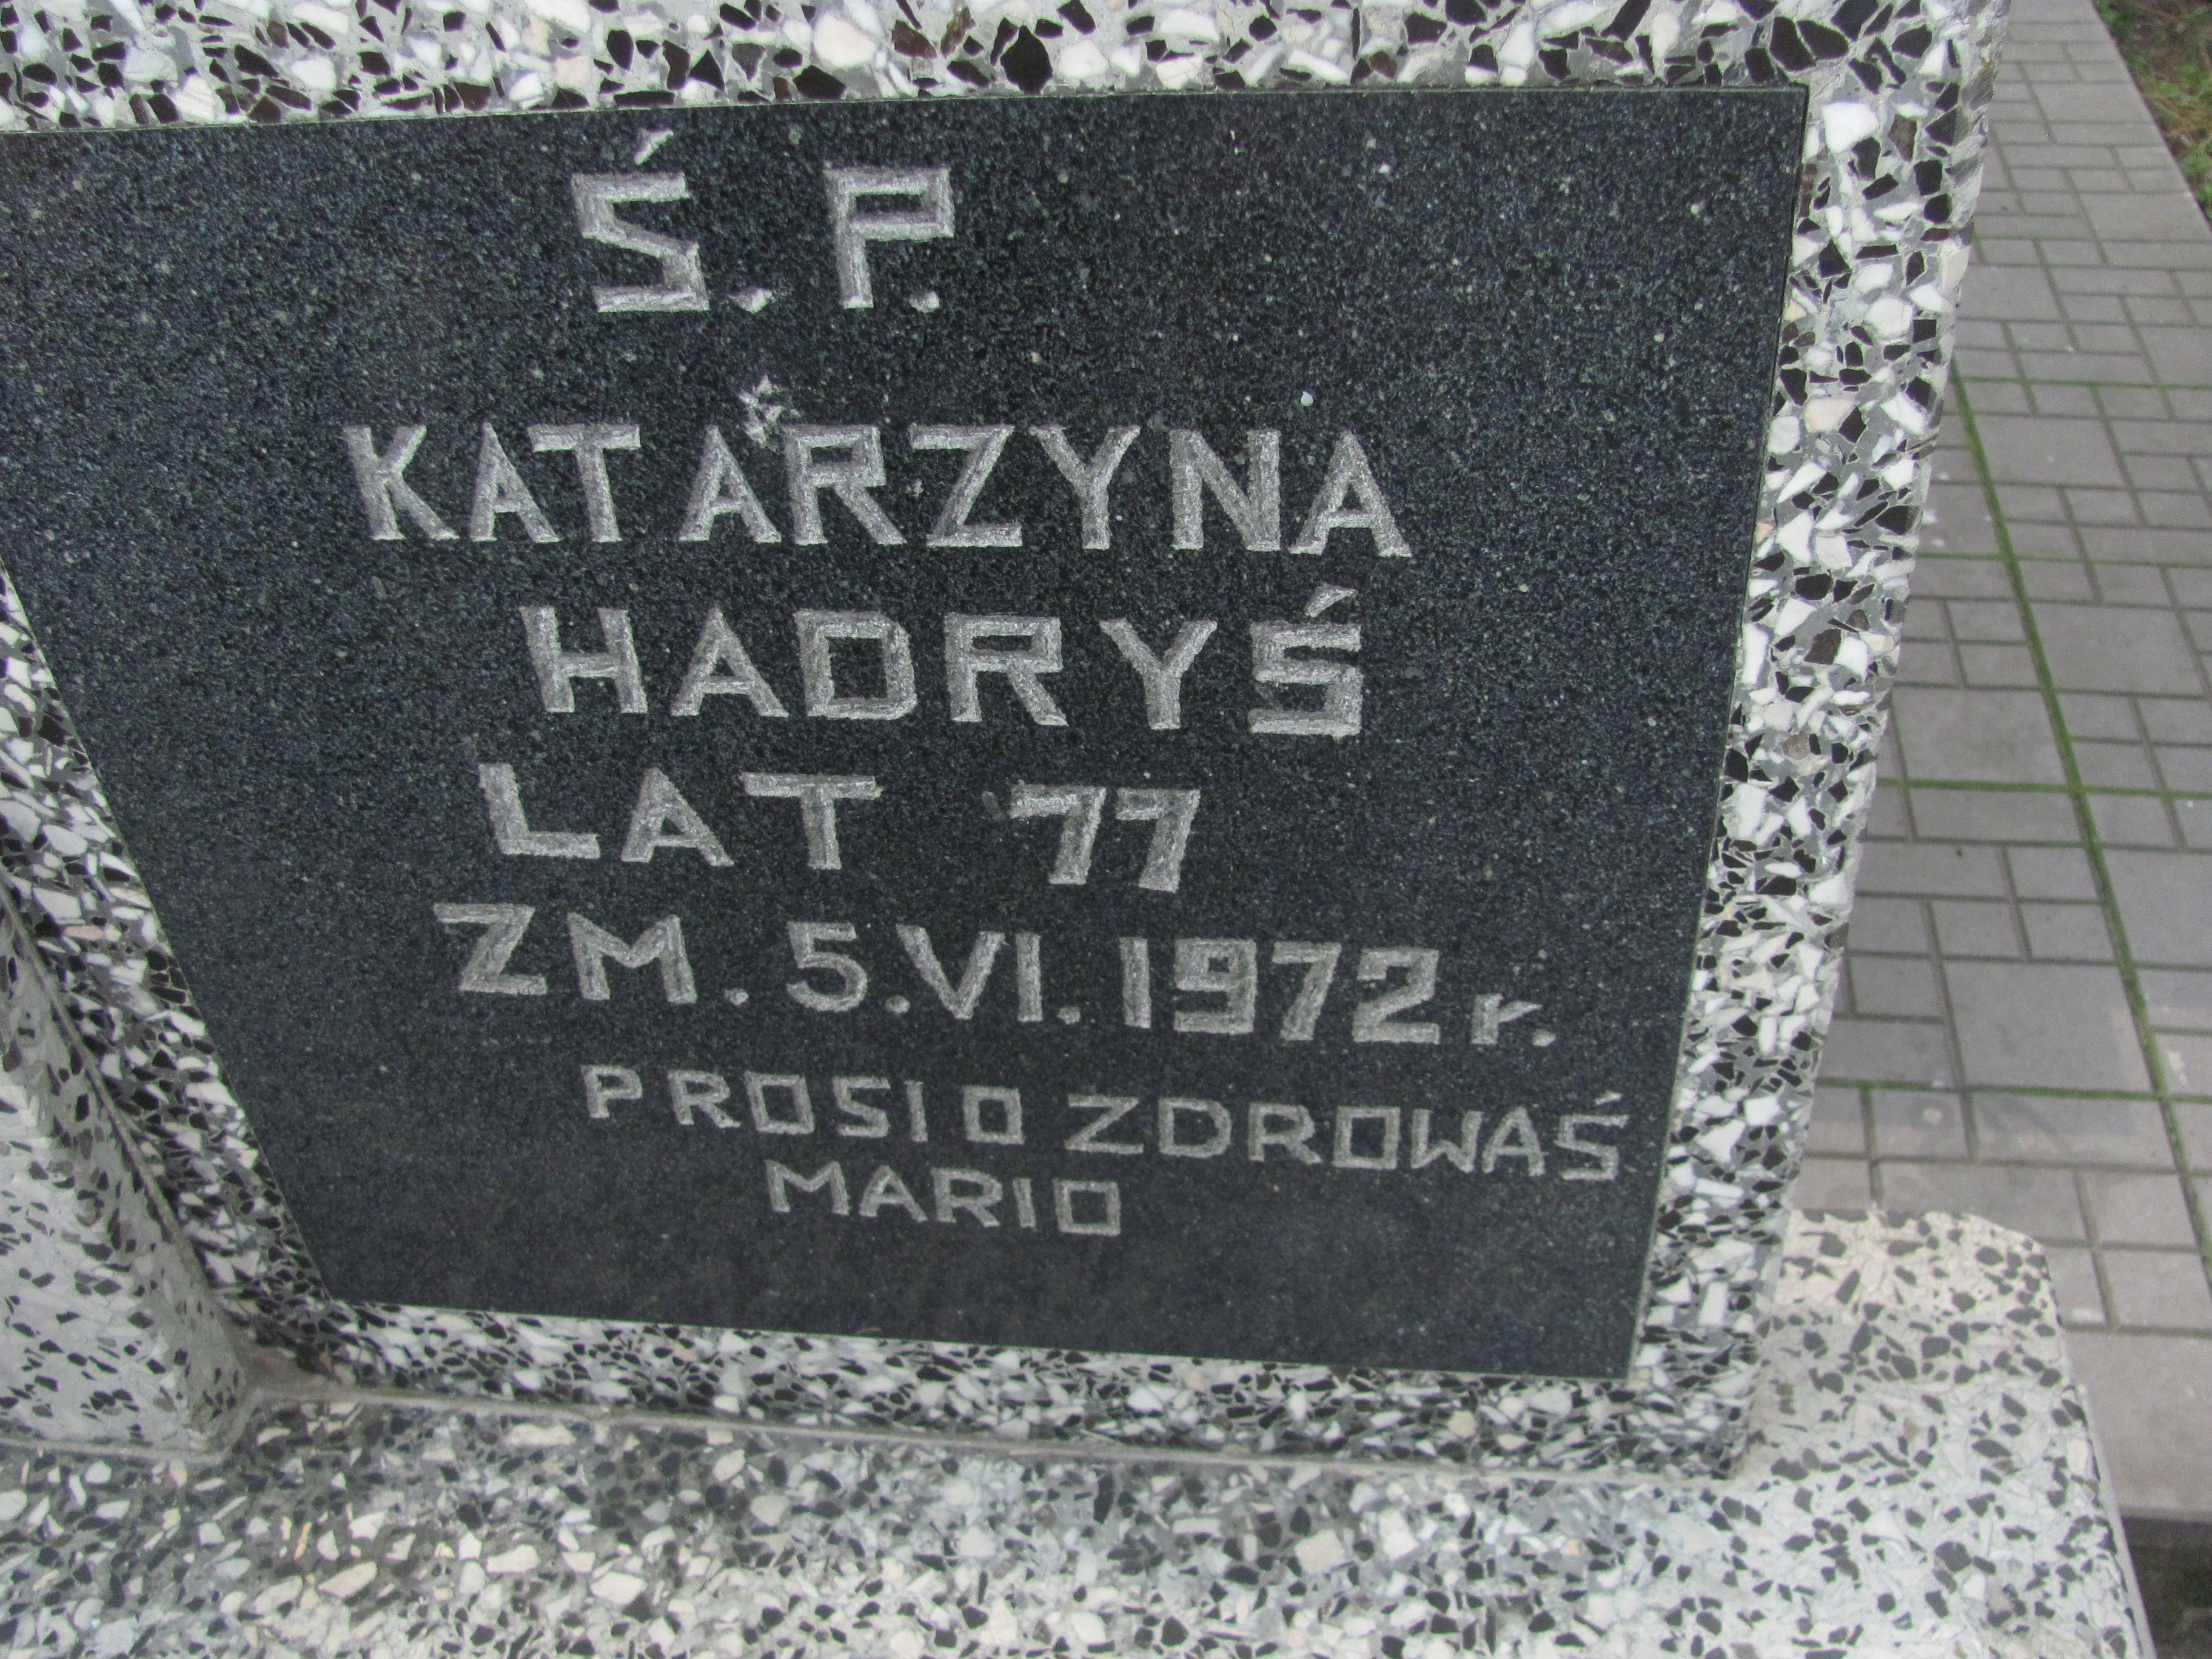 Ś.P.
KATARZYNA
HADRYŚ
LAT 77
ZM. 5.VI.1972 r.
PROSI O ZDROWAŚ
MARIO